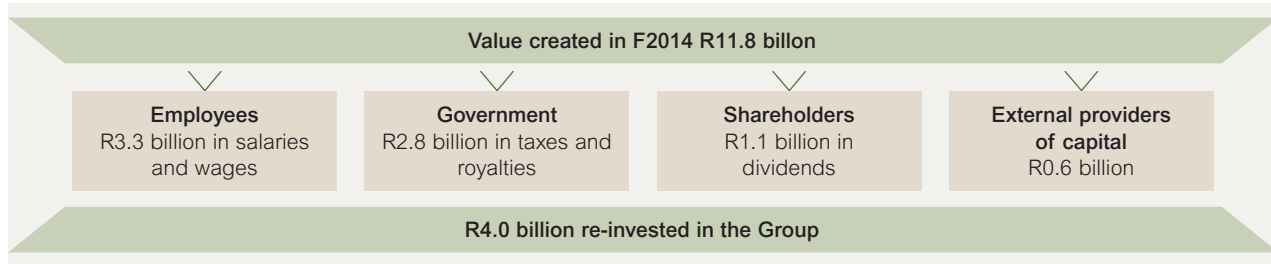 Value created in F2014 R11.8 billon
Employees
R3.3 billion in salaries
and wages
Government
R2.8 billion in taxes and
royalties
Shareholders
R1.1 billion in
dividends
External providers
of capital
R0.6 billion
R4.0 billion re-invested in the Group